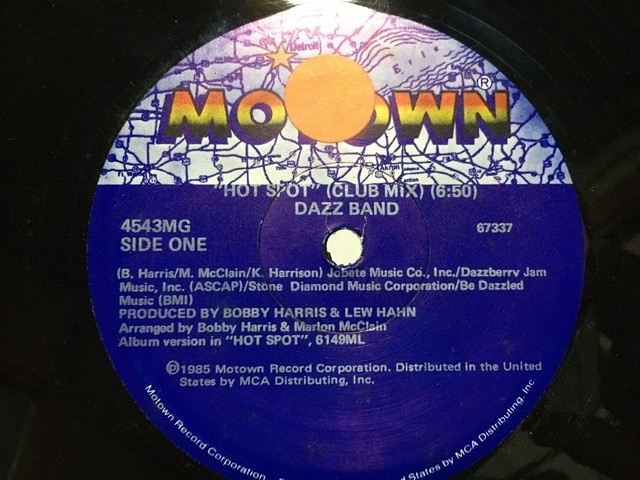 Detroit
Erie
MOTOWN®
Akron
"HOT SPOT" (CLUB MIX) (6:50)
DAZZ BAND
4543MG
67337
SIDE ONE
(B. Harris/M. McClain/K. Harrison) Jobete Music Co., Inc./Dazzberry Jam
Music, Inc. (ASCAP)/Stone Diamond Music Corporation/Be Dazzled
Music (BMI)
PRODUCED BY BOBBY HARRIS & LEW HAHN
Arranged by Bobby Harris & Marlon McClain
Album version in "HOT SPOT", 6149ML
℗1985 Motown Record Corporation. Distributed in the United
States by MCA Distributing, Inc.
Motown Record Corporation
States by MCA Distributing, Inc